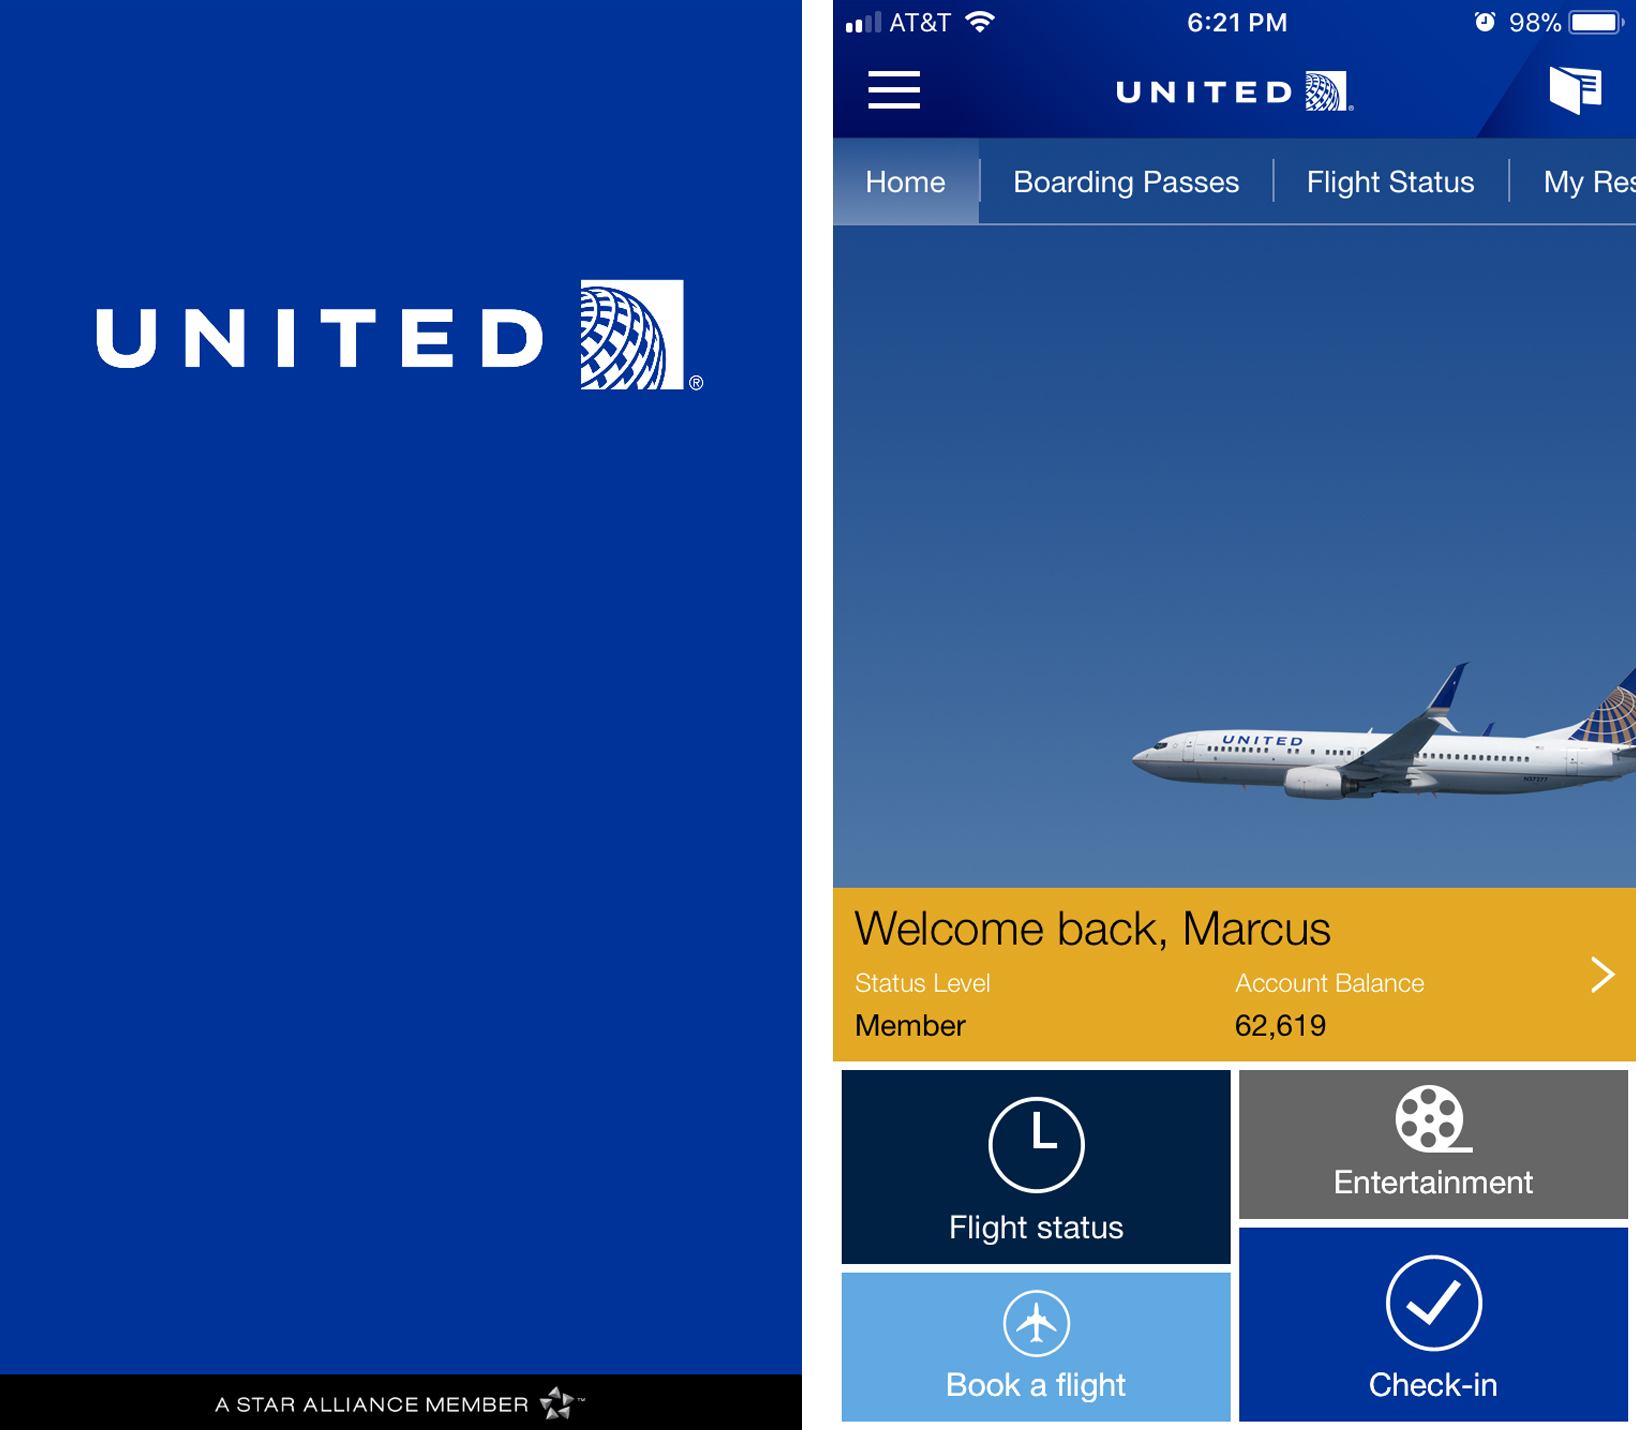 UNITED
®
A STAR ALLIANCE MEMBER ™
AT&T 6:21 PM 98%
UNITED ®
Home Boarding Passes Flight Status My Res
UNITED
Welcome back, Marcus
Status Level Account Balance
Member 62,619
Flight status
Entertainment
Book a flight
Check-in